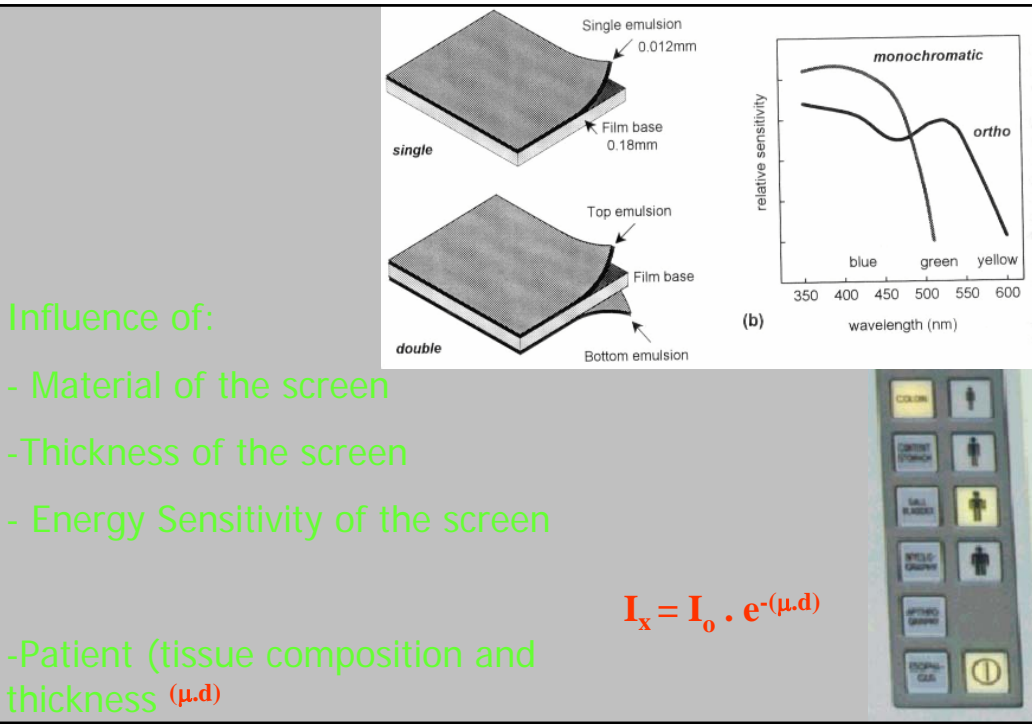 Single emulsion
0.012mm
Film base
0.18mm
single
Top emulsion
Film base
double
Bottom emulsion
relative sensitivity
monochromatic
ortho
blue green yellow
350 400 450 500 550 600
(b)
wavelength (nm)
Influence of:
- Material of the screen
-Thickness of the screen
- Energy Sensitivity of the screen
Ix = Io . e-(μ.d)
-Patient (tissue composition and
thickness (μ.d)
COLON
GALL
BLADDER